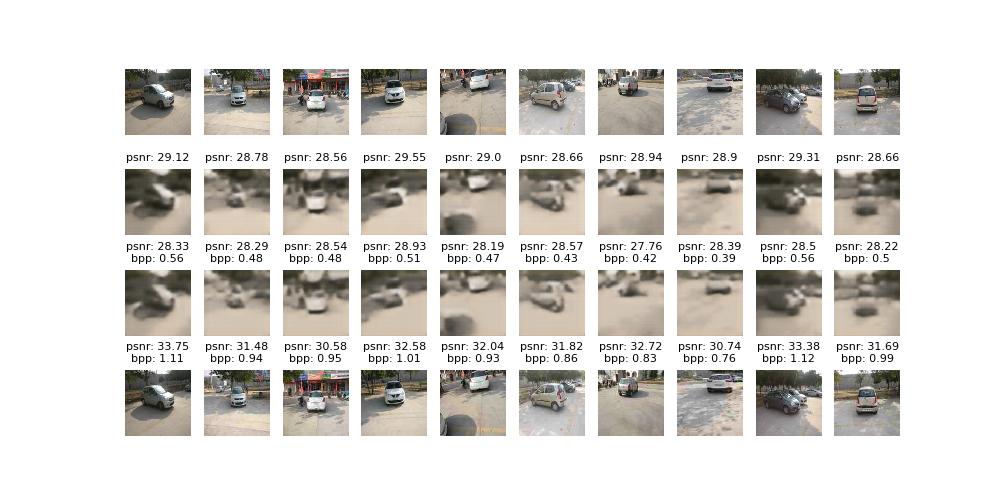 psnr: 29.12 psnr: 28.78 psnr: 28.56 psnr: 29.55 psnr: 29.0 psnr: 28.66 psnr: 28.94 psnr: 28.9 psnr: 29.31 psnr: 28.66
psnr: 28.33 psnr: 28.29 psnr: 28.54 psnr: 28.93 psnr: 28.19 psnr: 28.57 psnr: 27.76 psnr: 28.39 psnr: 28.5 psnr: 28.22
bpp: 0.56 bpp: 0.48 bpp: 0.48 bpp: 0.51 bpp: 0.47 bpp: 0.43 bpp: 0.42 bpp: 0.39 bpp: 0.56 bpp: 0.5
psnr: 33.75 psnr: 31.48 psnr: 30.58 psnr: 32.58 psnr: 32.04 psnr: 31.82 psnr: 32.72 psnr: 30.74 psnr: 33.38 psnr: 31.69
bpp: 1.11 bpp: 0.94 bpp: 0.95 bpp: 1.01 bpp: 0.93 bpp: 0.86 bpp: 0.83 bpp: 0.76 bpp: 1.12 bpp: 0.99